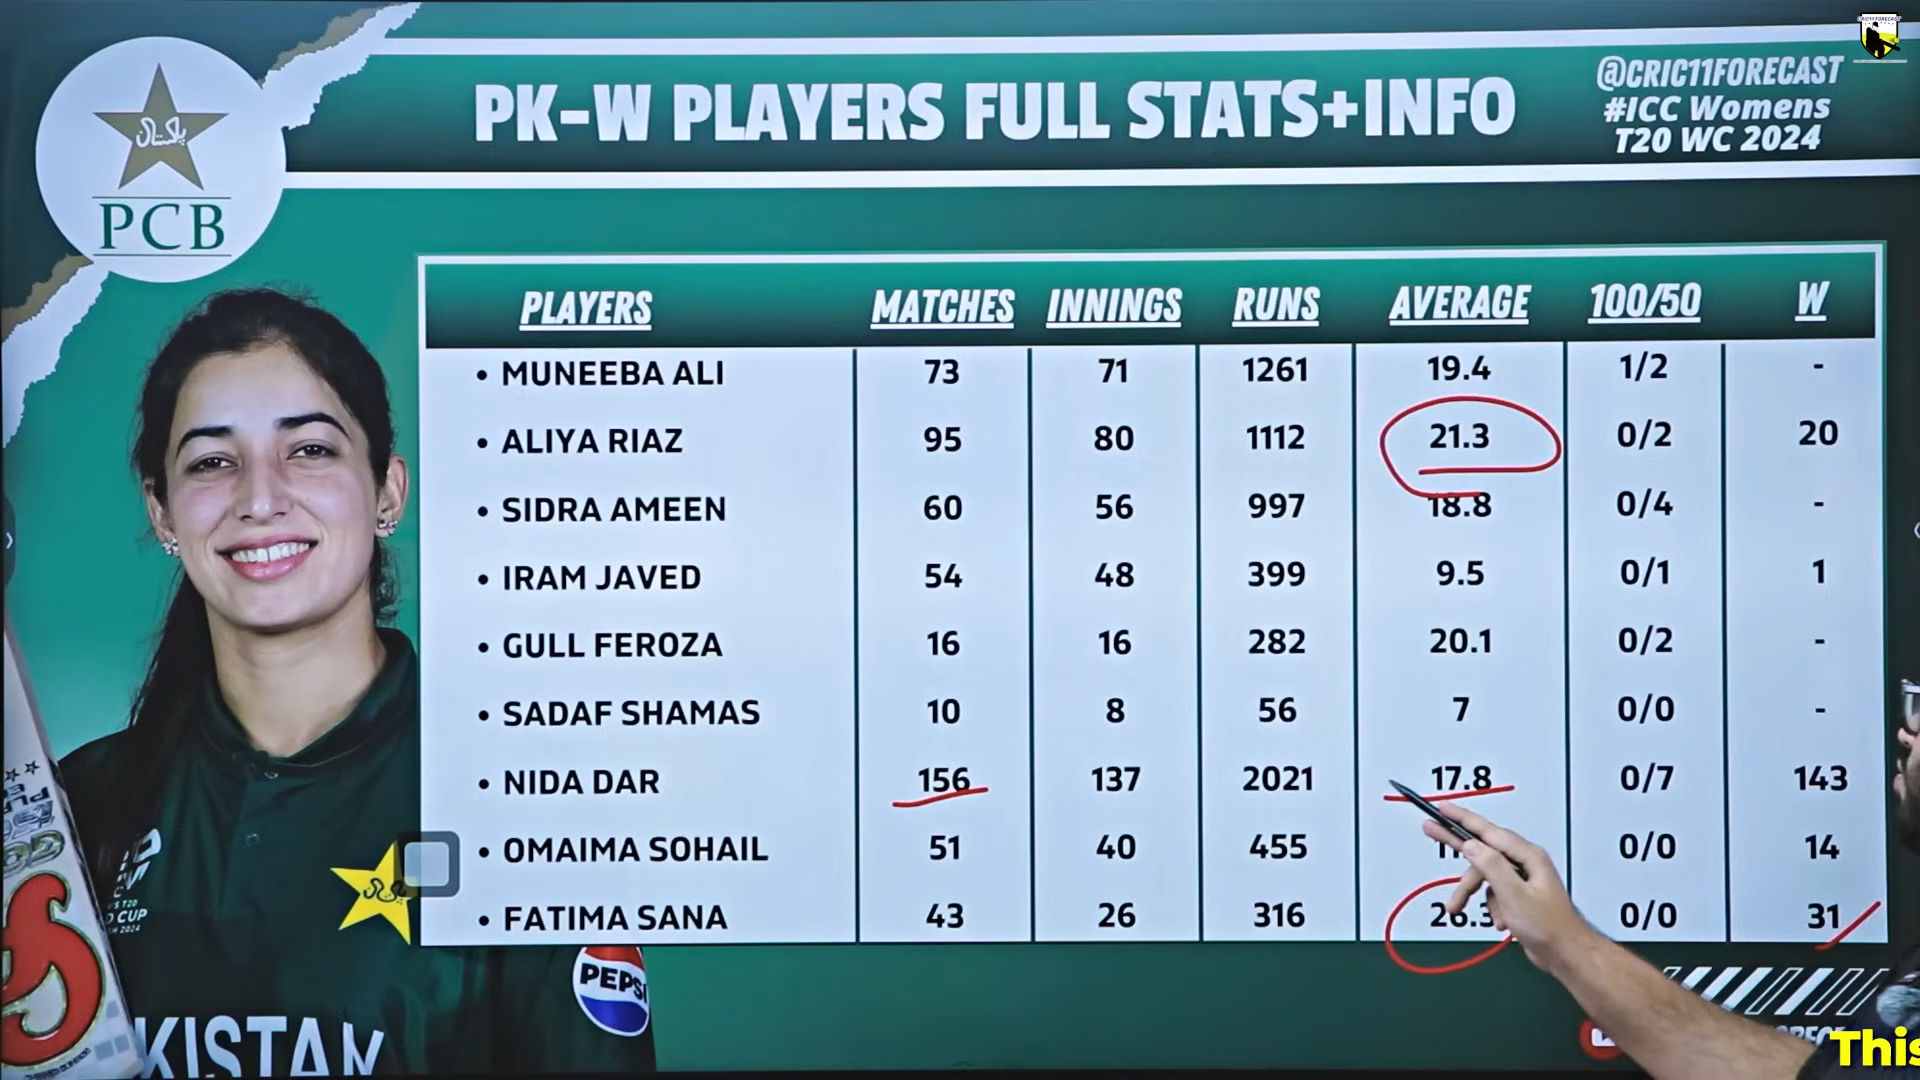 CRIC11FORECAST
@CRIC11FORECAST
#ICC Womens
T20 WC 2024
PK-W PLAYERS FULL STATS+INFO
پاکستان
PCB
PLAYERS MATCHES INNINGS RUNS AVERAGE 100/50 W
• MUNEEBA ALI 73 71 1261 19.4 1/2 -
• ALIYA RIAZ 95 80 1112 21.3 0/2 20
• SIDRA AMEEN 60 56 997 18.8 0/4 -
• IRAM JAVED 54 48 399 9.5 0/1 1
• GULL FEROZA 16 16 282 20.1 0/2 -
• SADAF SHAMAS 10 8 56 7 0/0 -
• NIDA DAR 156 137 2021 17.8 0/7 143
• OMAIMA SOHAIL 51 40 455 0/0 14
• FATIMA SANA 43 26 316 26.3 0/0 31
PEPSI
KISTAN
This